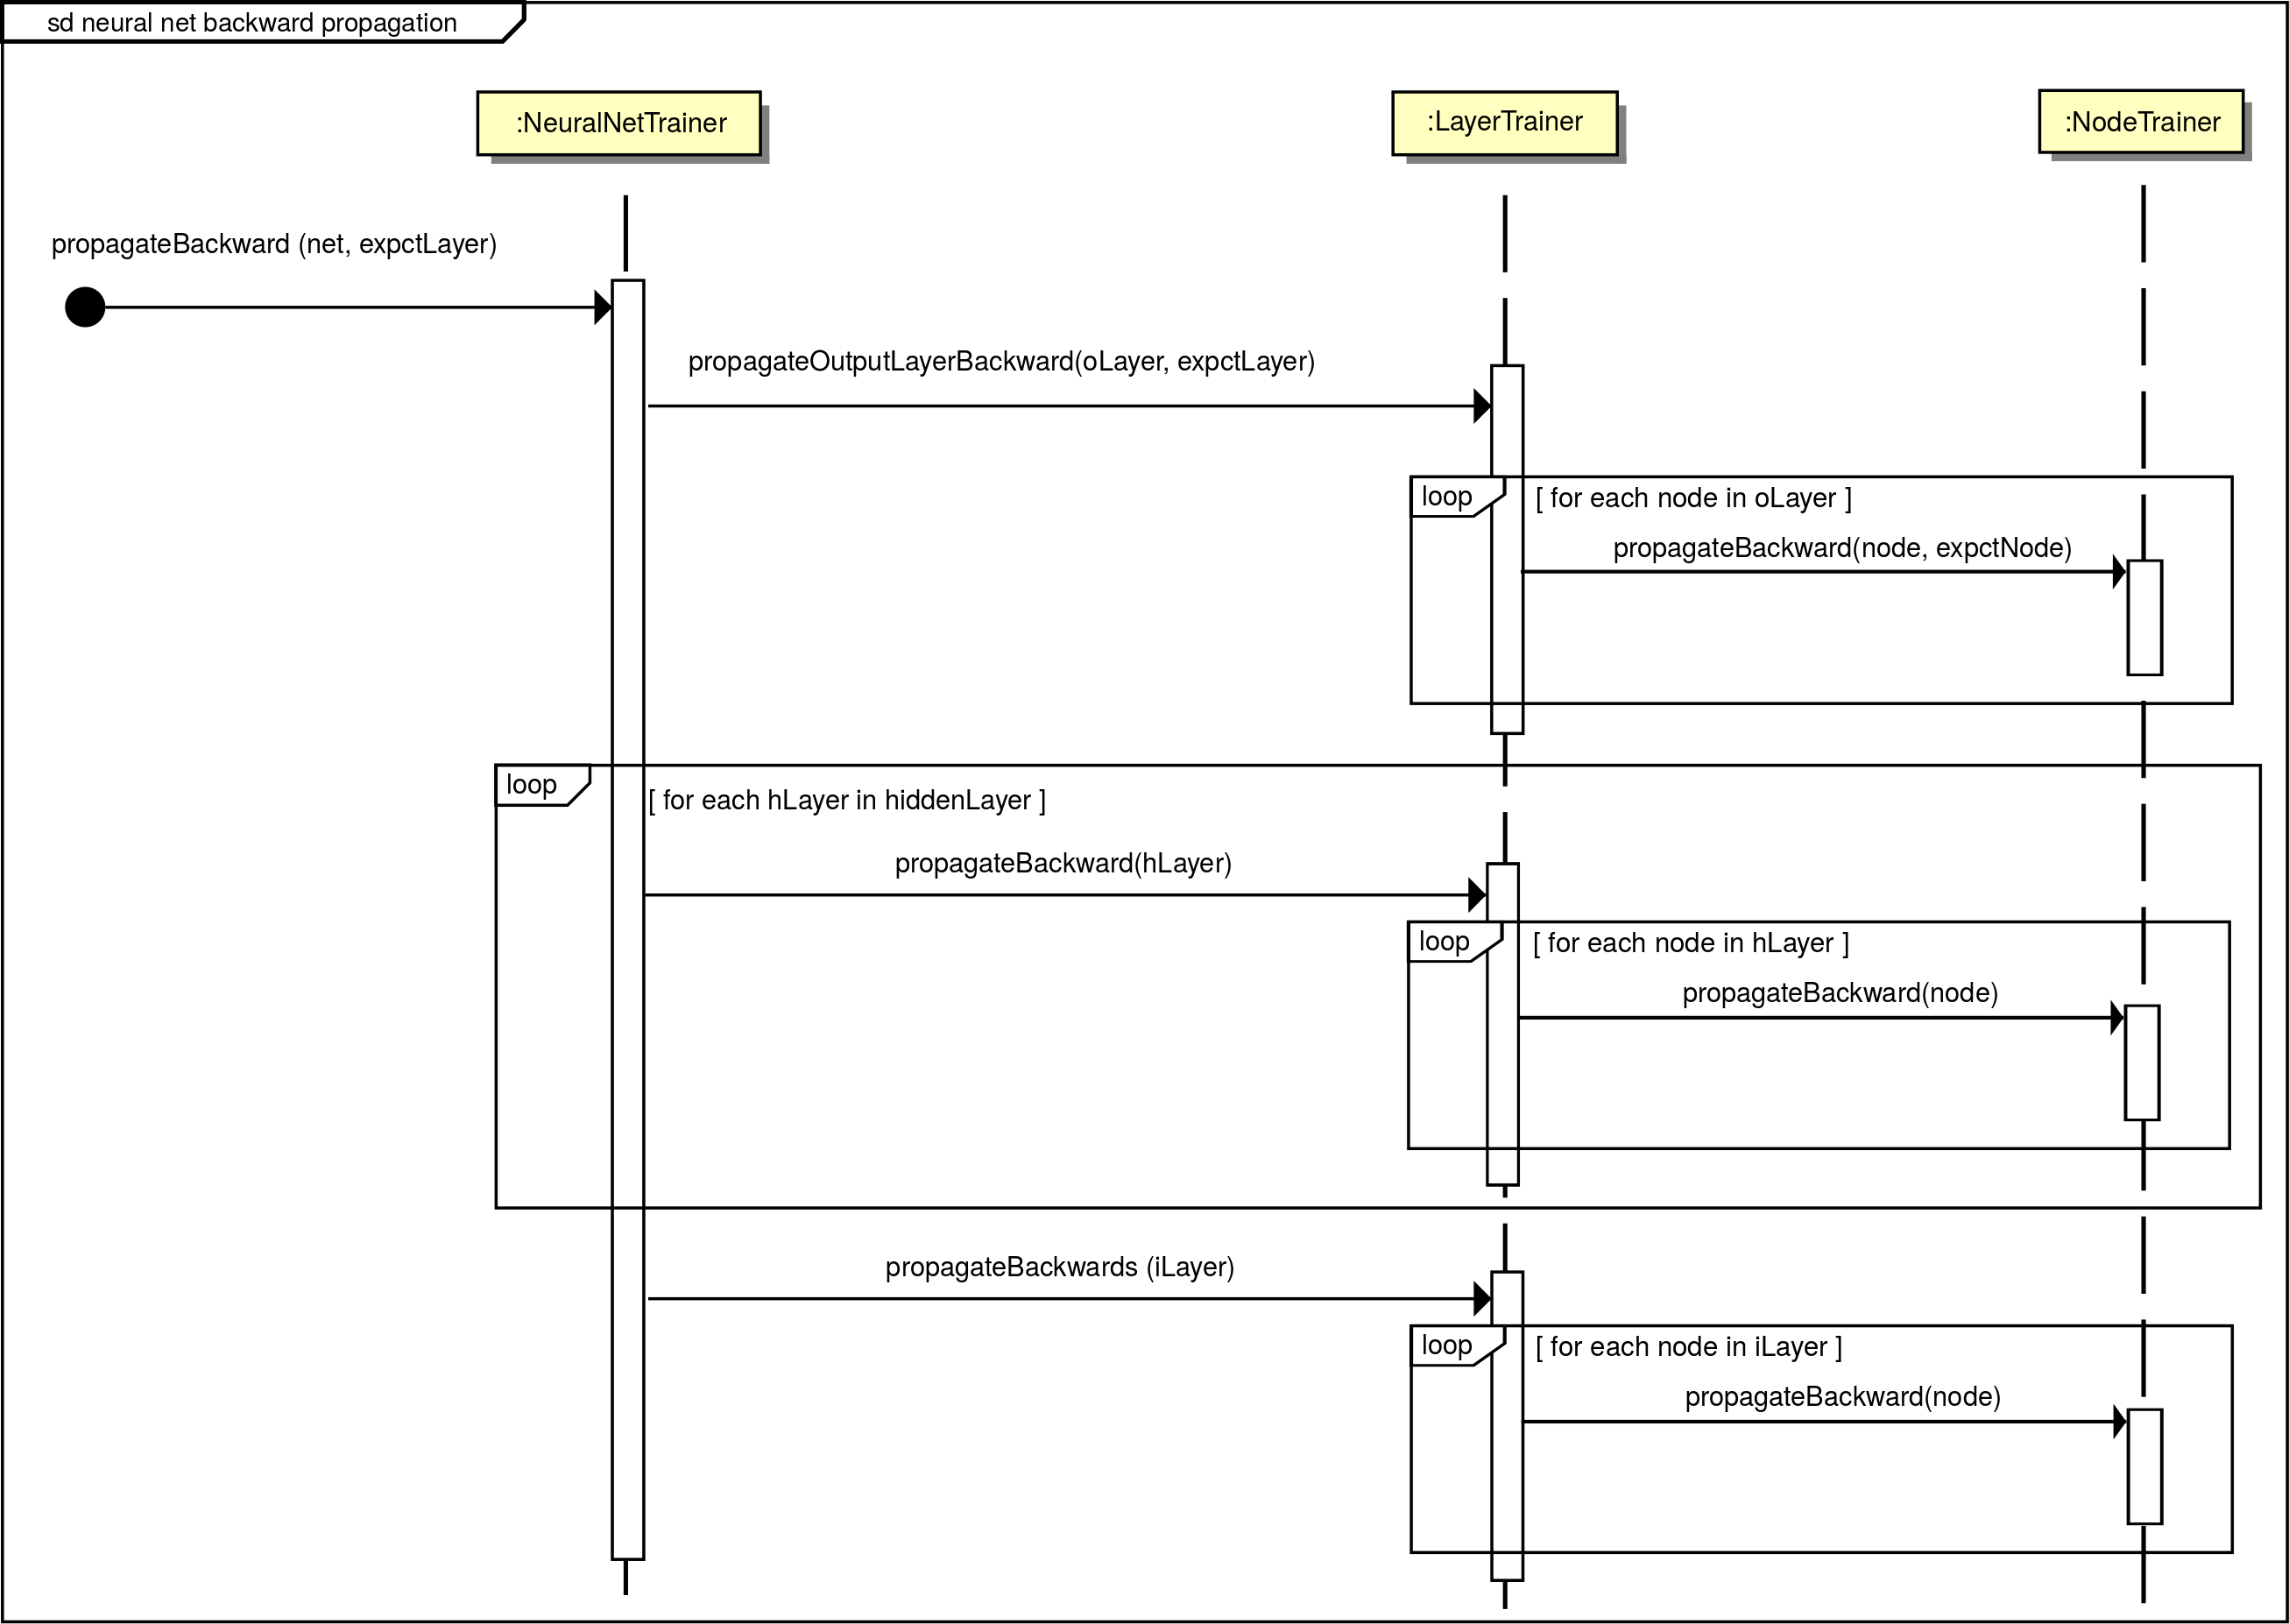 sd neural net backward propagation
:NeuralNetTrainer
:LayerTrainer
:NodeTrainer
propagateBackward (net, expctLayer)
propagateOutputLayerBackward(oLayer, expctLayer)
loop
[ for each node in oLayer ]
propagateBackward(node, expctNode)
loop
[ for each hLayer in hiddenLayer ]
propagateBackward(hLayer)
loop
[ for each node in hLayer ]
propagateBackward(node)
propagateBackwards (iLayer)
loop
[ for each node in iLayer ]
propagateBackward(node)